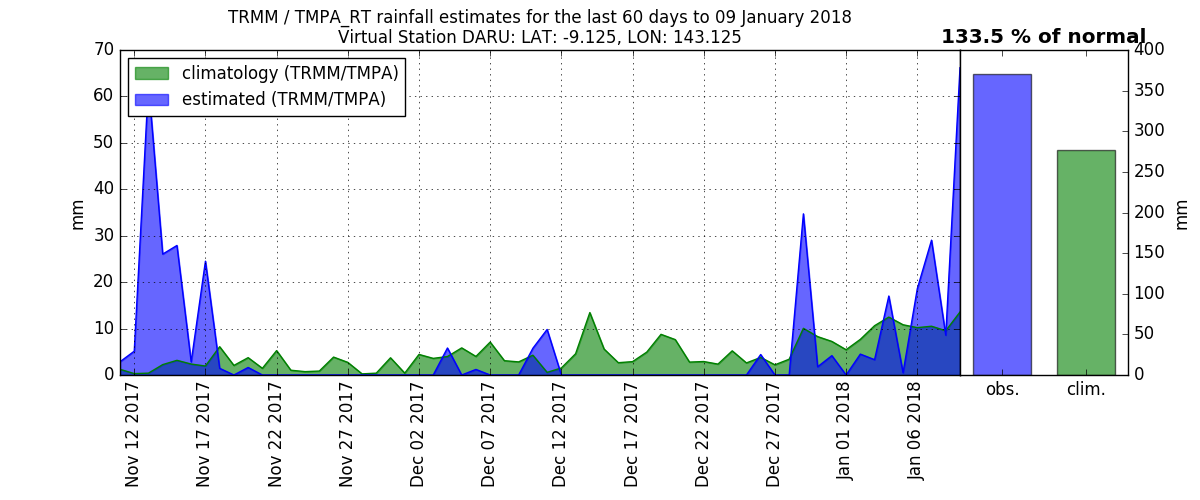 TRMM / TMPA_RT rainfall estimates for the last 60 days to 09 January 2018
Virtual Station DARU: LAT: -9.125, LON: 143.125
133.5 % of normal
climatology (TRMM/TMPA)
estimated (TRMM/TMPA)
70
60
50
40
30
20
10
0
mm
400
350
300
250
200
150
100
50
0
mm
Nov 12 2017
Nov 17 2017
Nov 22 2017
Nov 27 2017
Dec 02 2017
Dec 07 2017
Dec 12 2017
Dec 17 2017
Dec 22 2017
Dec 27 2017
Jan 01 2018
Jan 06 2018
obs.
clim.